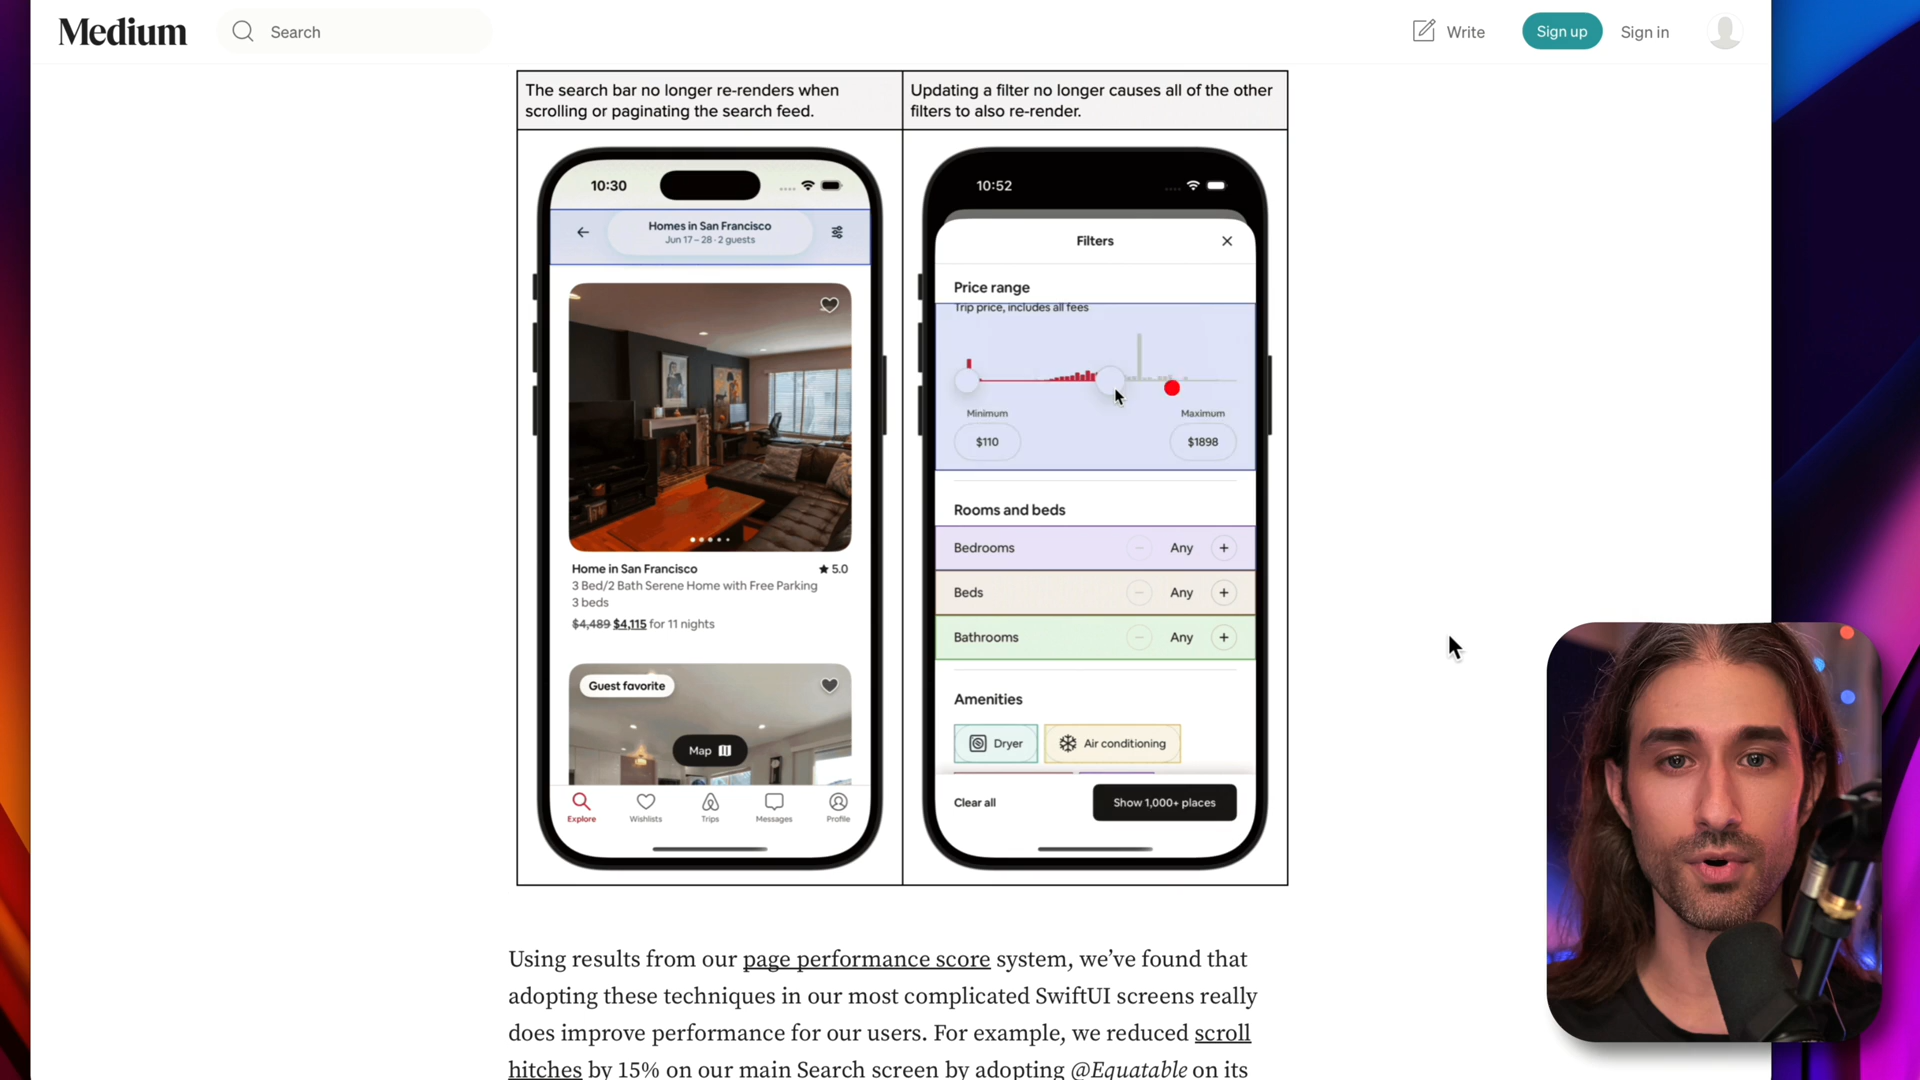 Medium
Search
Write
Sign up
Sign in
The search bar no longer re-renders when
scrolling or paginating the search feed.
Updating a filter no longer causes all of the other
filters to also re-render.
10:30
Homes in San Francisco
Jun 17 – 28 · 2 guests
Home in San Francisco
★ 5.0
3 Bed/2 Bath Serene Home with Free Parking
3 beds
$4,489 $4,115 for 11 nights
Guest favorite
Map
Explore
Wishlists
Trips
Messages
Profile
10:52
Filters
Price range
Trip price, includes all fees
Minimum
Maximum
$110
$1898
Rooms and beds
Bedrooms
Any
Beds
Any
Bathrooms
Any
Amenities
Dryer
Air conditioning
Clear all
Show 1,000+ places
Using results from our page performance score system, we’ve found that
adopting these techniques in our most complicated SwiftUI screens really
does improve performance for our users. For example, we reduced scroll
hitches by 15% on our main Search screen by adopting @Equatable on its